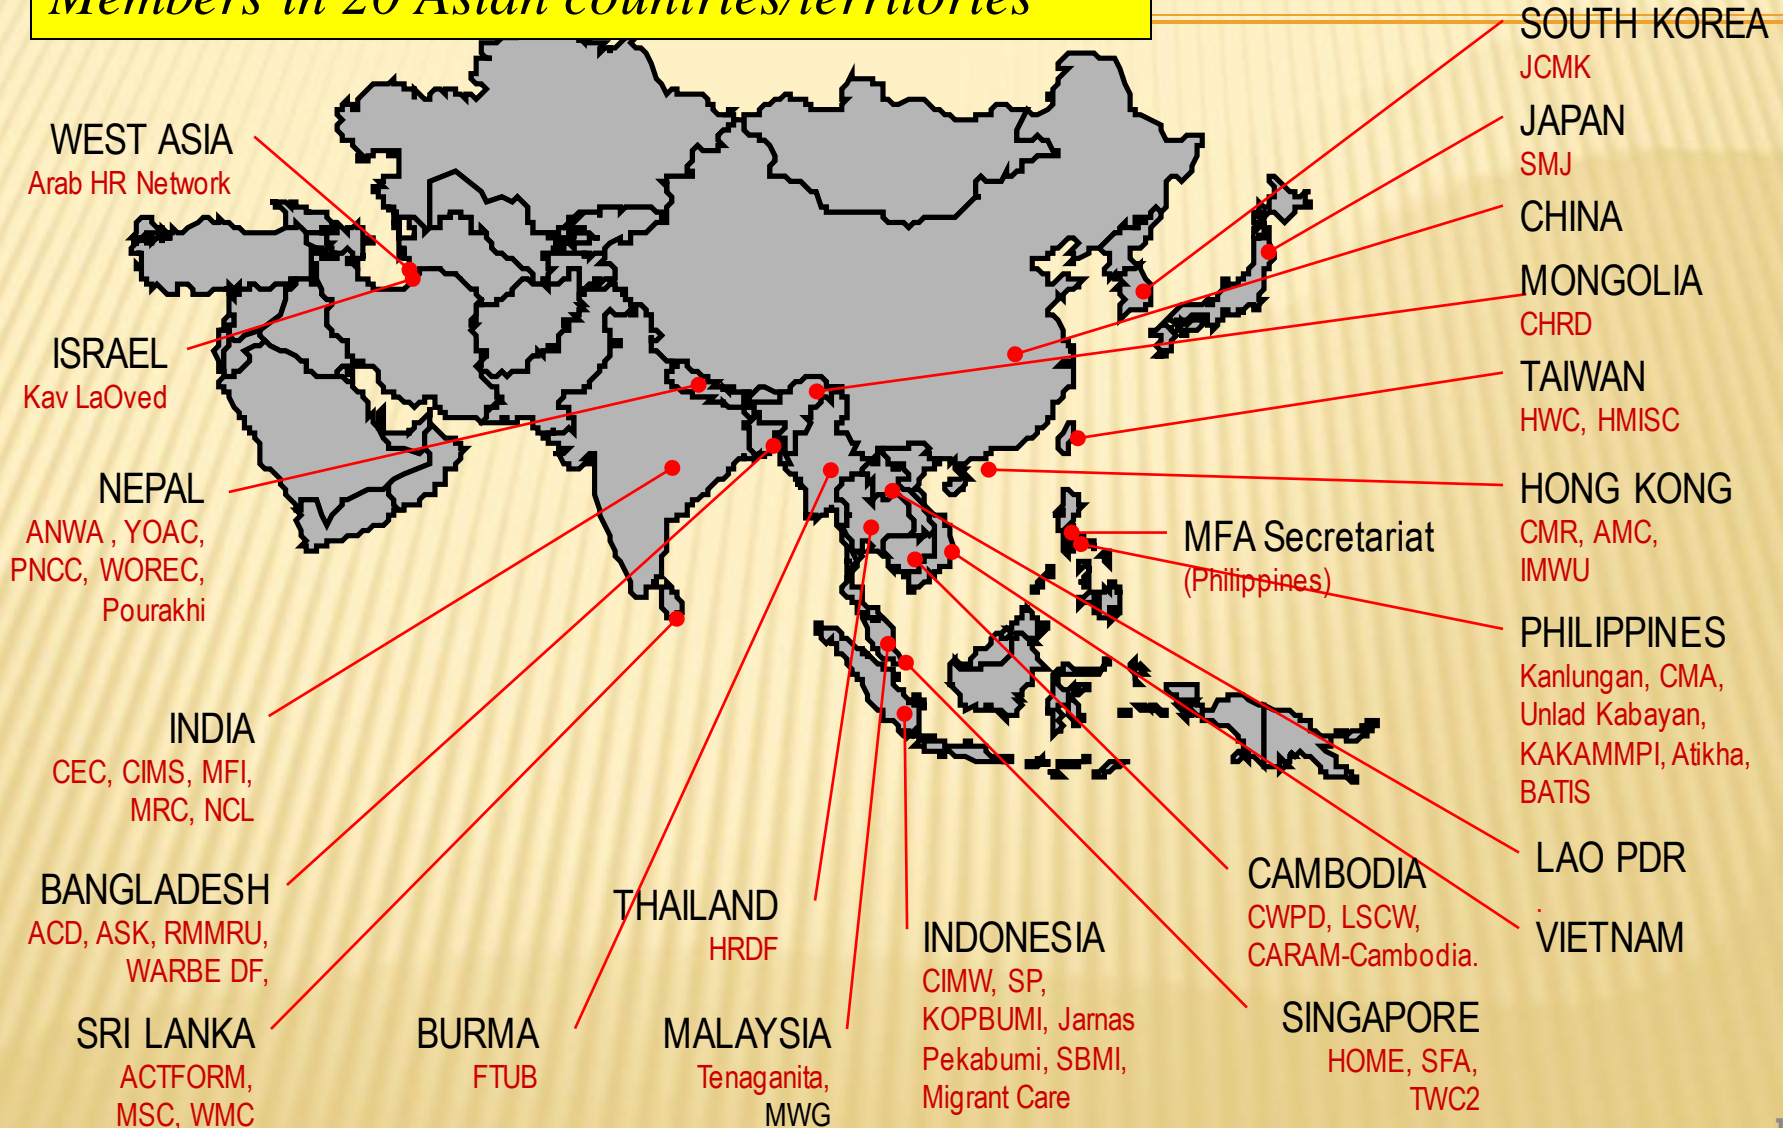 Members in 20 Asian countries/territories
WEST ASIA
Arab HR Network
ISRAEL
Kav LaOved
NEPAL
ANWA , YOAC,
PNCC, WOREC,
Pourakhi
INDIA
CEC, CIMS, MFI,
MRC, NCL
BANGLADESH
ACD, ASK, RMMRU,
WARBE DF,
SRI LANKA
ACTFORM,
MSC, WMC
BURMA
FTUB
THAILAND
HRDF
MALAYSIA
Tenaganita,
MWG
INDONESIA
CIMW, SP,
KOPBUMI, Jarnas
Pekabumi, SBMI,
Migrant Care
CAMBODIA
CWPD, LSCW,
CARAM-Cambodia.
SINGAPORE
HOME, SFA,
TWC2
MFA Secretariat
(Philippines)
SOUTH KOREA
JCMK
JAPAN
SMJ
CHINA
MONGOLIA
CHRD
TAIWAN
HWC, HMISC
HONG KONG
CMR, AMC,
IMWU
PHILIPPINES
Kanlungan, CMA,
Unlad Kabayan,
KAKAMMPI, Atikha,
BATIS
LAO PDR
.
VIETNAM